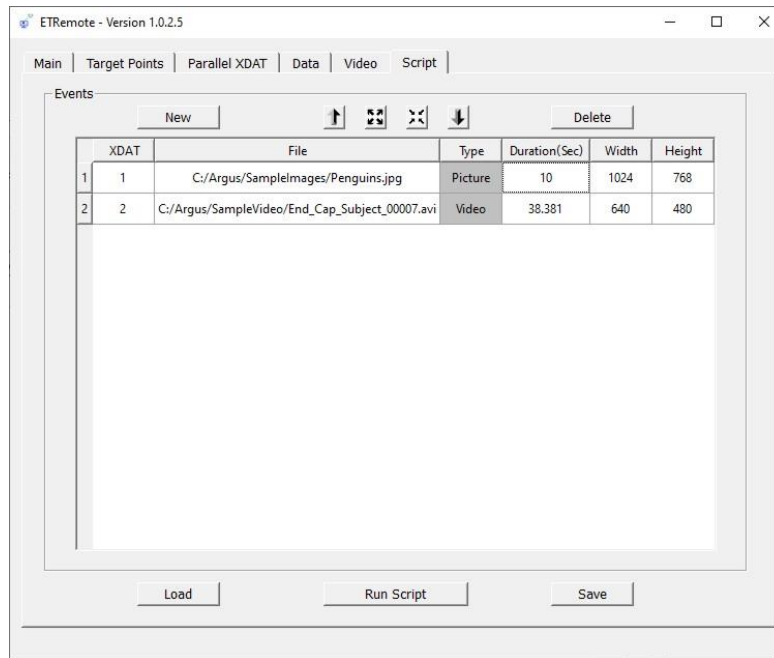 ETRemote - Version 1.0.2.5
Main Target Points Parallel XDAT Data Video Script
Events
New Delete
XDAT File Type Duration(Sec) Width Height
1 1 C:/Argus/SampleImages/Penguins.jpg Picture 10 1024 768
2 2 C:/Argus/SampleVideo/End_Cap_Subject_00007.avi Video 38.381 640 480
Load Run Script Save